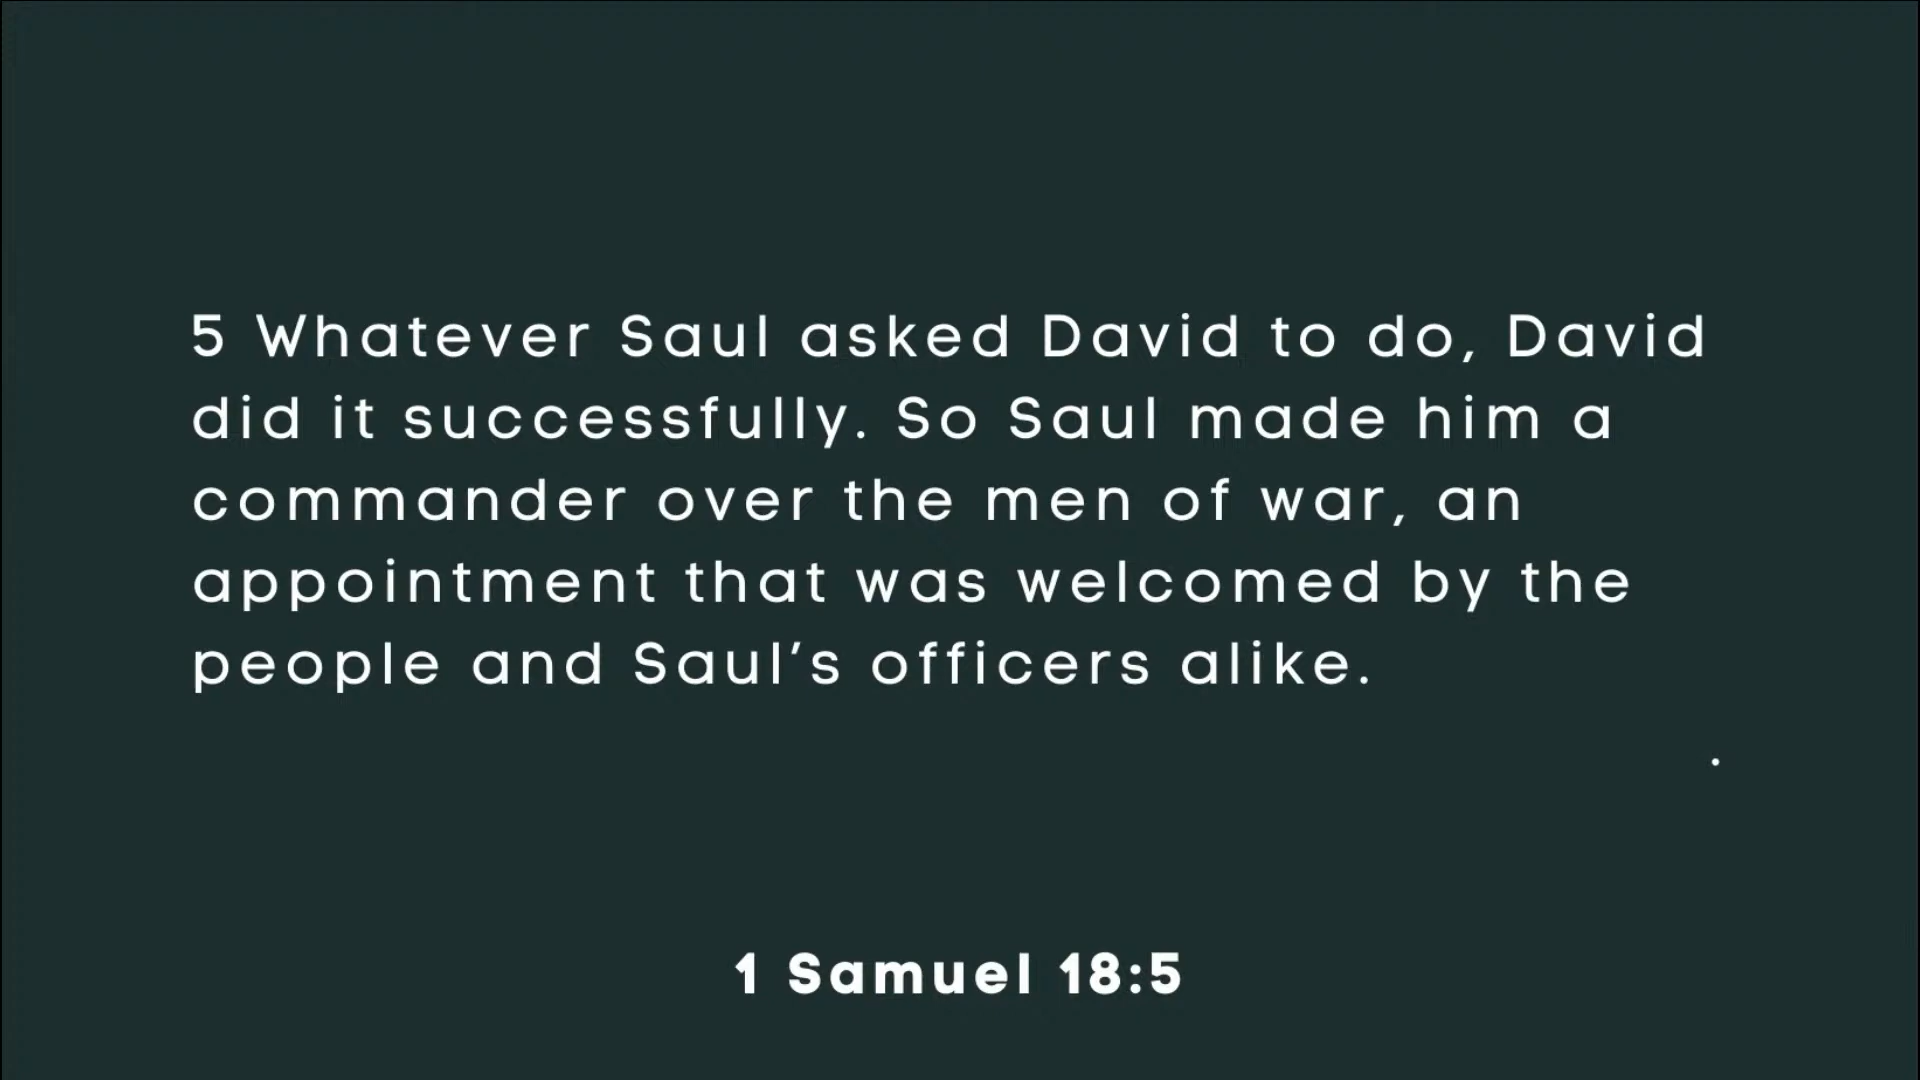 5 Whatever Saul asked David to do, David
did it successfully. So Saul made him a
commander over the men of war, an
appointment that was welcomed by the
people and Saul’s officers alike.
.
1 Samuel 18:5